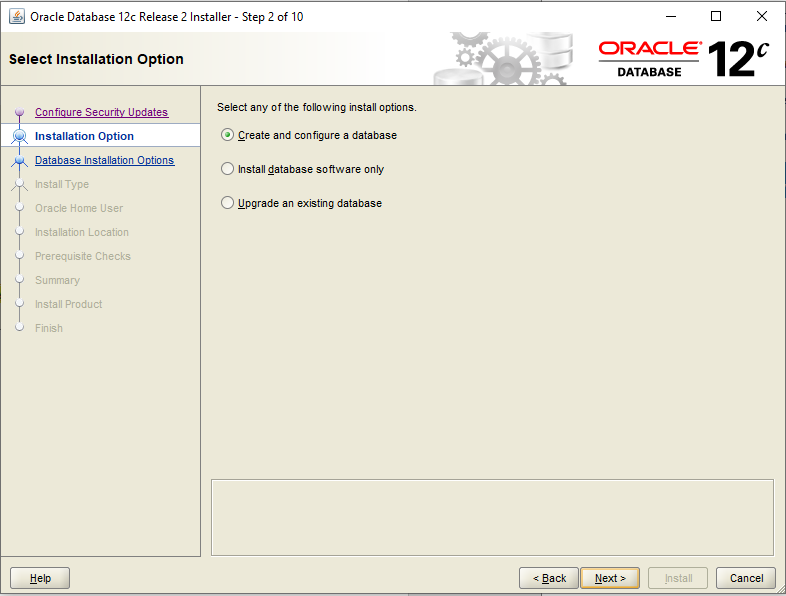 Oracle Database 12c Release 2 Installer - Step 2 of 10
Select Installation Option
ORACLE
DATABASE
12c
Configure Security Updates
Installation Option
Database Installation Options
Install Type
Oracle Home User
Installation Location
Prerequisite Checks
Summary
Install Product
Finish
Select any of the following install options.
Create and configure a database
Install database software only
Upgrade an existing database
Help
< Back
Next >
Install
Cancel